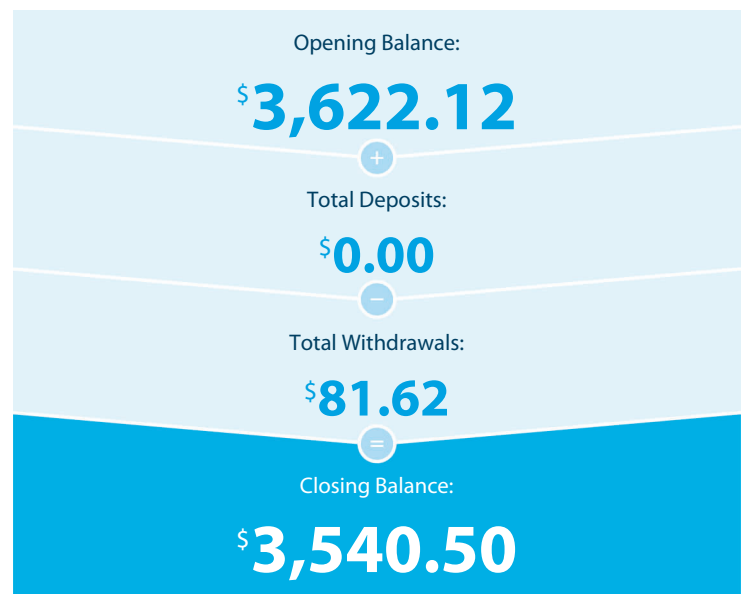 Opening Balance:
$3,622.12
+
Total Deposits:
$0.00
−
Total Withdrawals:
$81.62
=
Closing Balance:
$3,540.50